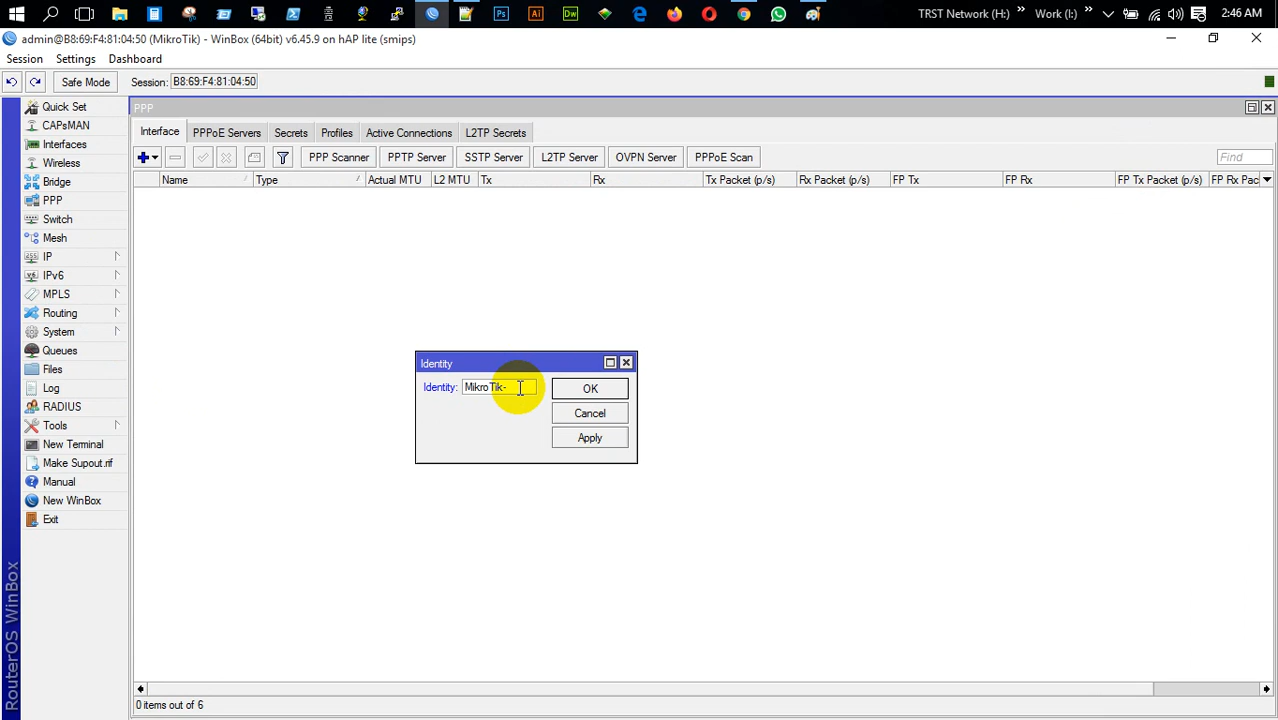 TRST Network (H:) » Work (I:) » 2:46 AM
admin@B8:69:F4:81:04:50 (MikroTik) - WinBox (64bit) v6.45.9 on hAP lite (smips)
Session Settings Dashboard
Safe Mode Session: B8:69:F4:81:04:50
Quick Set
CAPsMAN
Interfaces
Wireless
Bridge
PPP
Switch
Mesh
IP
IPv6
MPLS
Routing
System
Queues
Files
Log
RADIUS
Tools
New Terminal
Make Supout.rif
Manual
New WinBox
Exit
RouterOS WinBox
PPP
Interface PPPoE Servers Secrets Profiles Active Connections L2TP Secrets
PPP Scanner PPTP Server SSTP Server L2TP Server OVPN Server PPPoE Scan Find
Name Type Actual MTU L2 MTU Tx Rx Tx Packet (p/s) Rx Packet (p/s) FP Tx FP Rx FP Tx Packet (p/s) FP Rx Pac
Identity
Identity: MikroTik- OK
Cancel
Apply
0 items out of 6